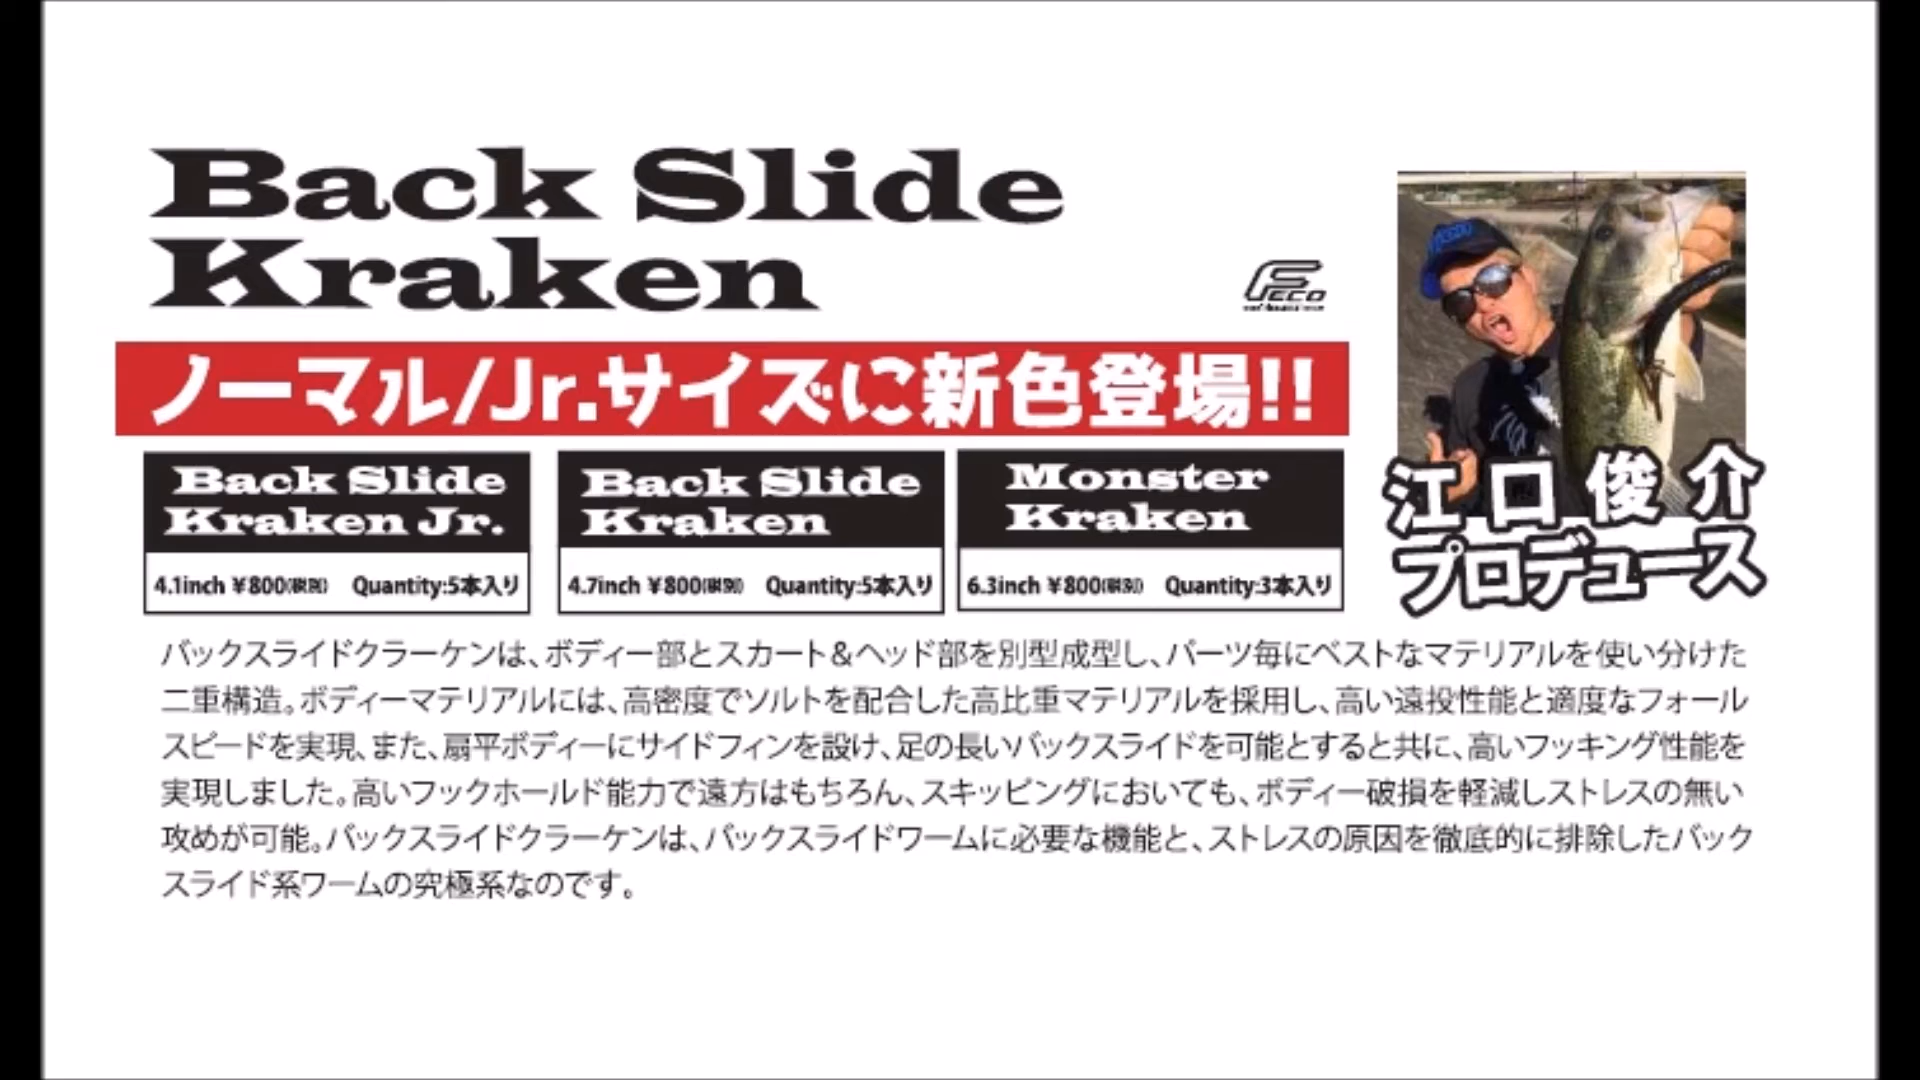 Back Slide
Kraken
FECO
ノーマル/Jr.サイズに新色登場!!
Back Slide
Kraken Jr.
4.1inch ¥800(税別) Quantity:5本入り
Back Slide
Kraken
4.7inch ¥800(税別) Quantity:5本入り
Monster
Kraken
6.3inch ¥800(税別) Quantity:3本入り
江口俊介
プロデュース
バックスライドクラーケンは、ボディー部とスカート&ヘッド部を別型成型し、パーツ毎にベストなマテリアルを使い分けた
二重構造。ボディーマテリアルには、高密度でソルトを配合した高比重マテリアルを採用し、高い遠投性能と適度なフォール
スピードを実現、また、扇平ボディーにサイドフィンを設け、足の長いバックスライドを可能とすると共に、高いフッキング性能を
実現しました。高いフックホールド能力で遠方はもちろん、スキッピングにおいても、ボディー破損を軽減しストレスの無い
攻めが可能。バックスライドクラーケンは、バックスライドワームに必要な機能と、ストレスの原因を徹底的に排除したバック
スライド系ワームの究極系なのです。